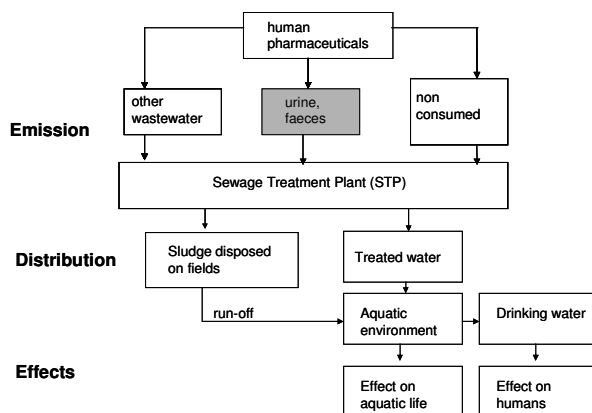 human
pharmaceuticals
other
wastewater
urine,
faeces
non
consumed
Emission
Sewage Treatment Plant (STP)
Distribution
Sludge disposed
on fields
Treated water
run-off
Aquatic
environment
Drinking water
Effects
Effect on
aquatic life
Effect on
humans